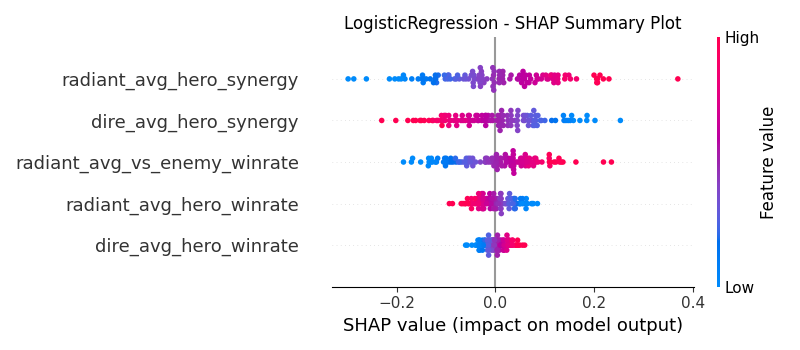 LogisticRegression - SHAP Summary Plot
High
radiant_avg_hero_synergy
dire_avg_hero_synergy
radiant_avg_vs_enemy_winrate
radiant_avg_hero_winrate
dire_avg_hero_winrate
Feature value
Low
−0.2 0.0 0.2 0.4
SHAP value (impact on model output)